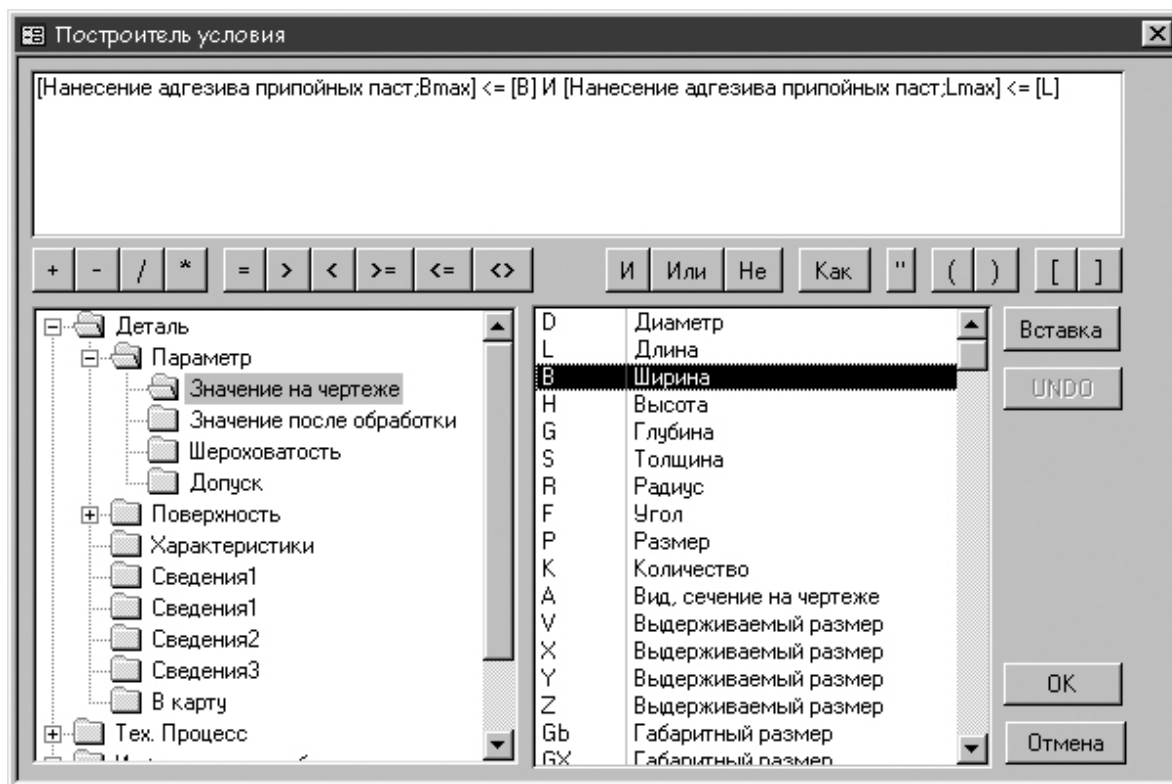 Построитель условия
[Нанесение адгезива припойных паст;Bmax] <= [B] И [Нанесение адгезива припойных паст;Lmax] <= [L]
+ - / * = > < >= <= <> И Или Не Как " ( ) [ ]
Деталь
Параметр
Значение на чертеже
Значение после обработки
Шероховатость
Допуск
Поверхность
Характеристики
Сведения1
Сведения1
Сведения2
Сведения3
В карту
Тех. Процесс
D Диаметр
L Длина
B Ширина
H Высота
G Глубина
S Толщина
R Радиус
F Угол
P Размер
K Количество
A Вид, сечение на чертеже
V Выдерживаемый размер
X Выдерживаемый размер
Y Выдерживаемый размер
Z Выдерживаемый размер
Gb Габаритный размер
GX Габаритный размер
Вставка
UNDO
OK
Отмена